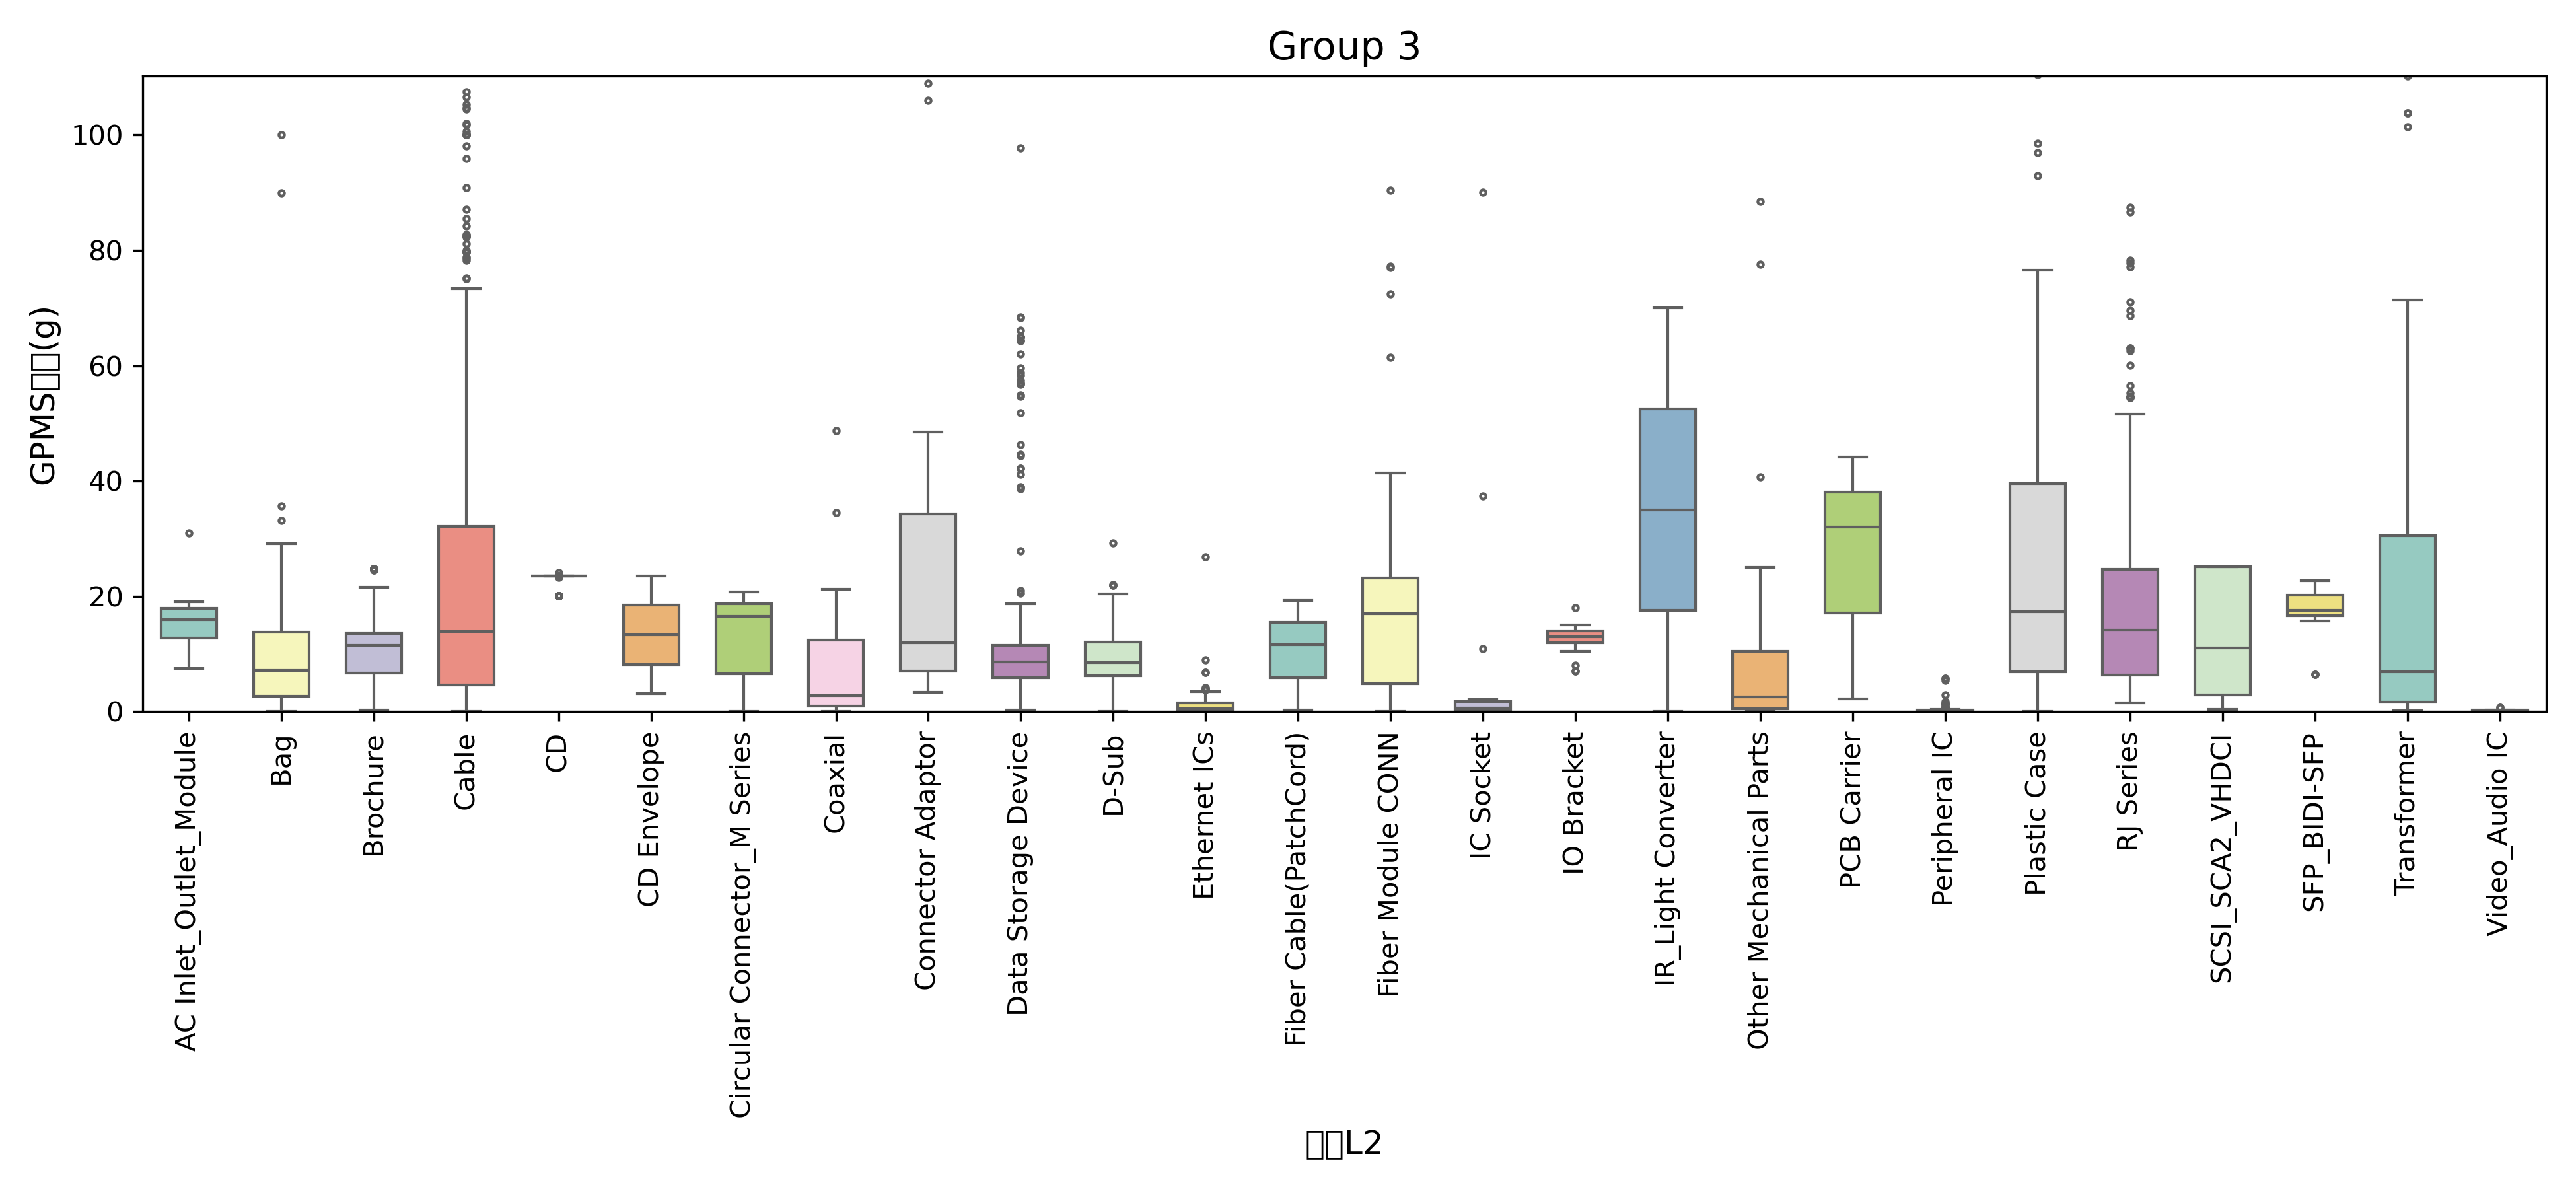 Group 3
GPMS(g)
100
80
60
40
20
0
AC Inlet_Outlet_Module
Bag
Brochure
Cable
CD
CD Envelope
Circular Connector_M Series
Coaxial
Connector Adaptor
Data Storage Device
D-Sub
Ethernet ICs
Fiber Cable(PatchCord)
Fiber Module CONN
IC Socket
IO Bracket
IR_Light Converter
Other Mechanical Parts
PCB Carrier
Peripheral IC
Plastic Case
RJ Series
SCSI_SCA2_VHDCI
SFP_BIDI-SFP
Transformer
Video_Audio IC
L2